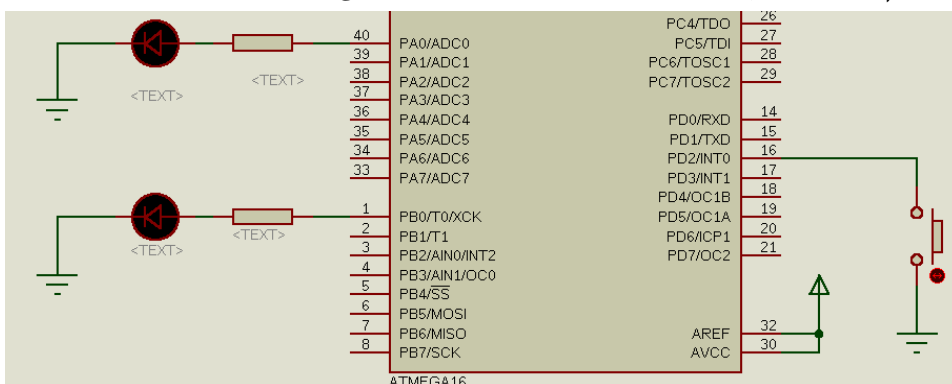 40 PA0/ADC0
39 PA1/ADC1
38 PA2/ADC2
37 PA3/ADC3
36 PA4/ADC4
35 PA5/ADC5
34 PA6/ADC6
33 PA7/ADC7
<TEXT>
<TEXT>
1 PB0/T0/XCK
2 PB1/T1
3 PB2/AIN0/INT2
4 PB3/AIN1/OC0
5 PB4/SS
6 PB5/MOSI
7 PB6/MISO
8 PB7/SCK
<TEXT>
<TEXT>
PC4/TDO 26
PC5/TDI 27
PC6/TOSC1 28
PC7/TOSC2 29
PD0/RXD 14
PD1/TXD 15
PD2/INT0 16
PD3/INT1 17
PD4/OC1B 18
PD5/OC1A 19
PD6/ICP1 20
PD7/OC2 21
AREF 32
AVCC 30
ATMEGA16